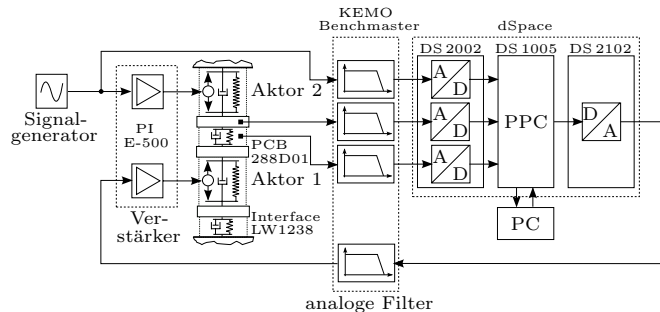 KEMO
Benchmaster
dSpace
DS 2002
DS 1005
DS 2102
Aktor 2
A
D
Signal-
generator
PI
E-500
A
D
PPC
D
A
PCB
288D01
Aktor 1
A
D
Ver-
stärker
Interface
LW1238
PC
analoge Filter